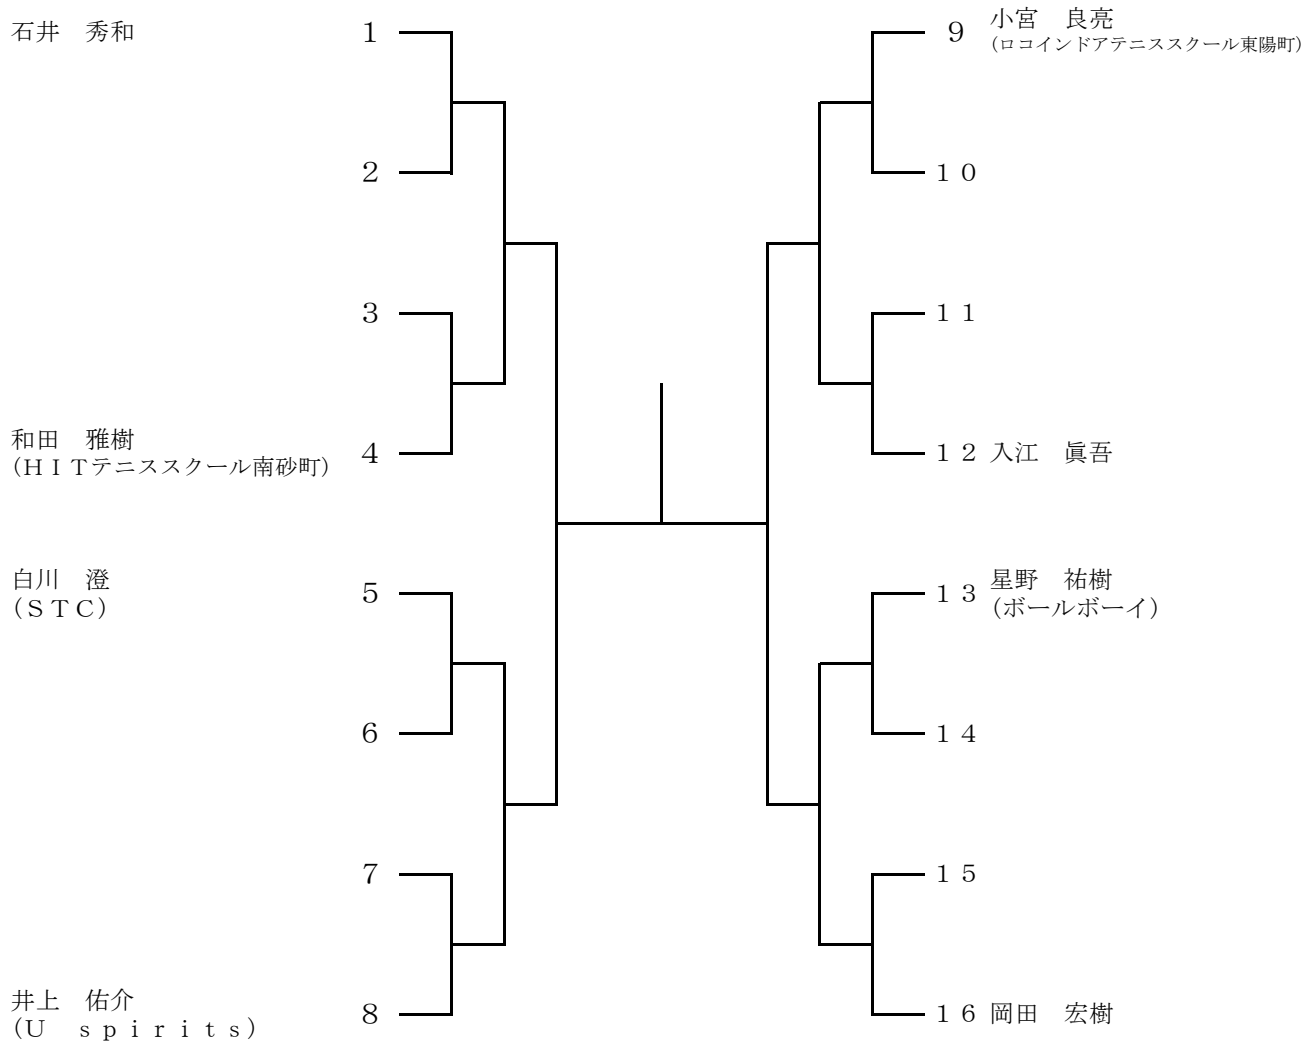 石井　秀和
1
2
3
和田　雅樹
(ＨＩＴテニススクール南砂町)
4
白川　澄
(ＳＴＣ)
5
6
7
井上　佑介
(Ｕ　ｓｐｉｒｉｔｓ)
8
9
小宮　良亮
(ロコインドアテニススクール東陽町)
１０
１１
１２ 入江　眞吾
１３ 星野　祐樹
(ボールボーイ)
１４
１５
１６ 岡田　宏樹